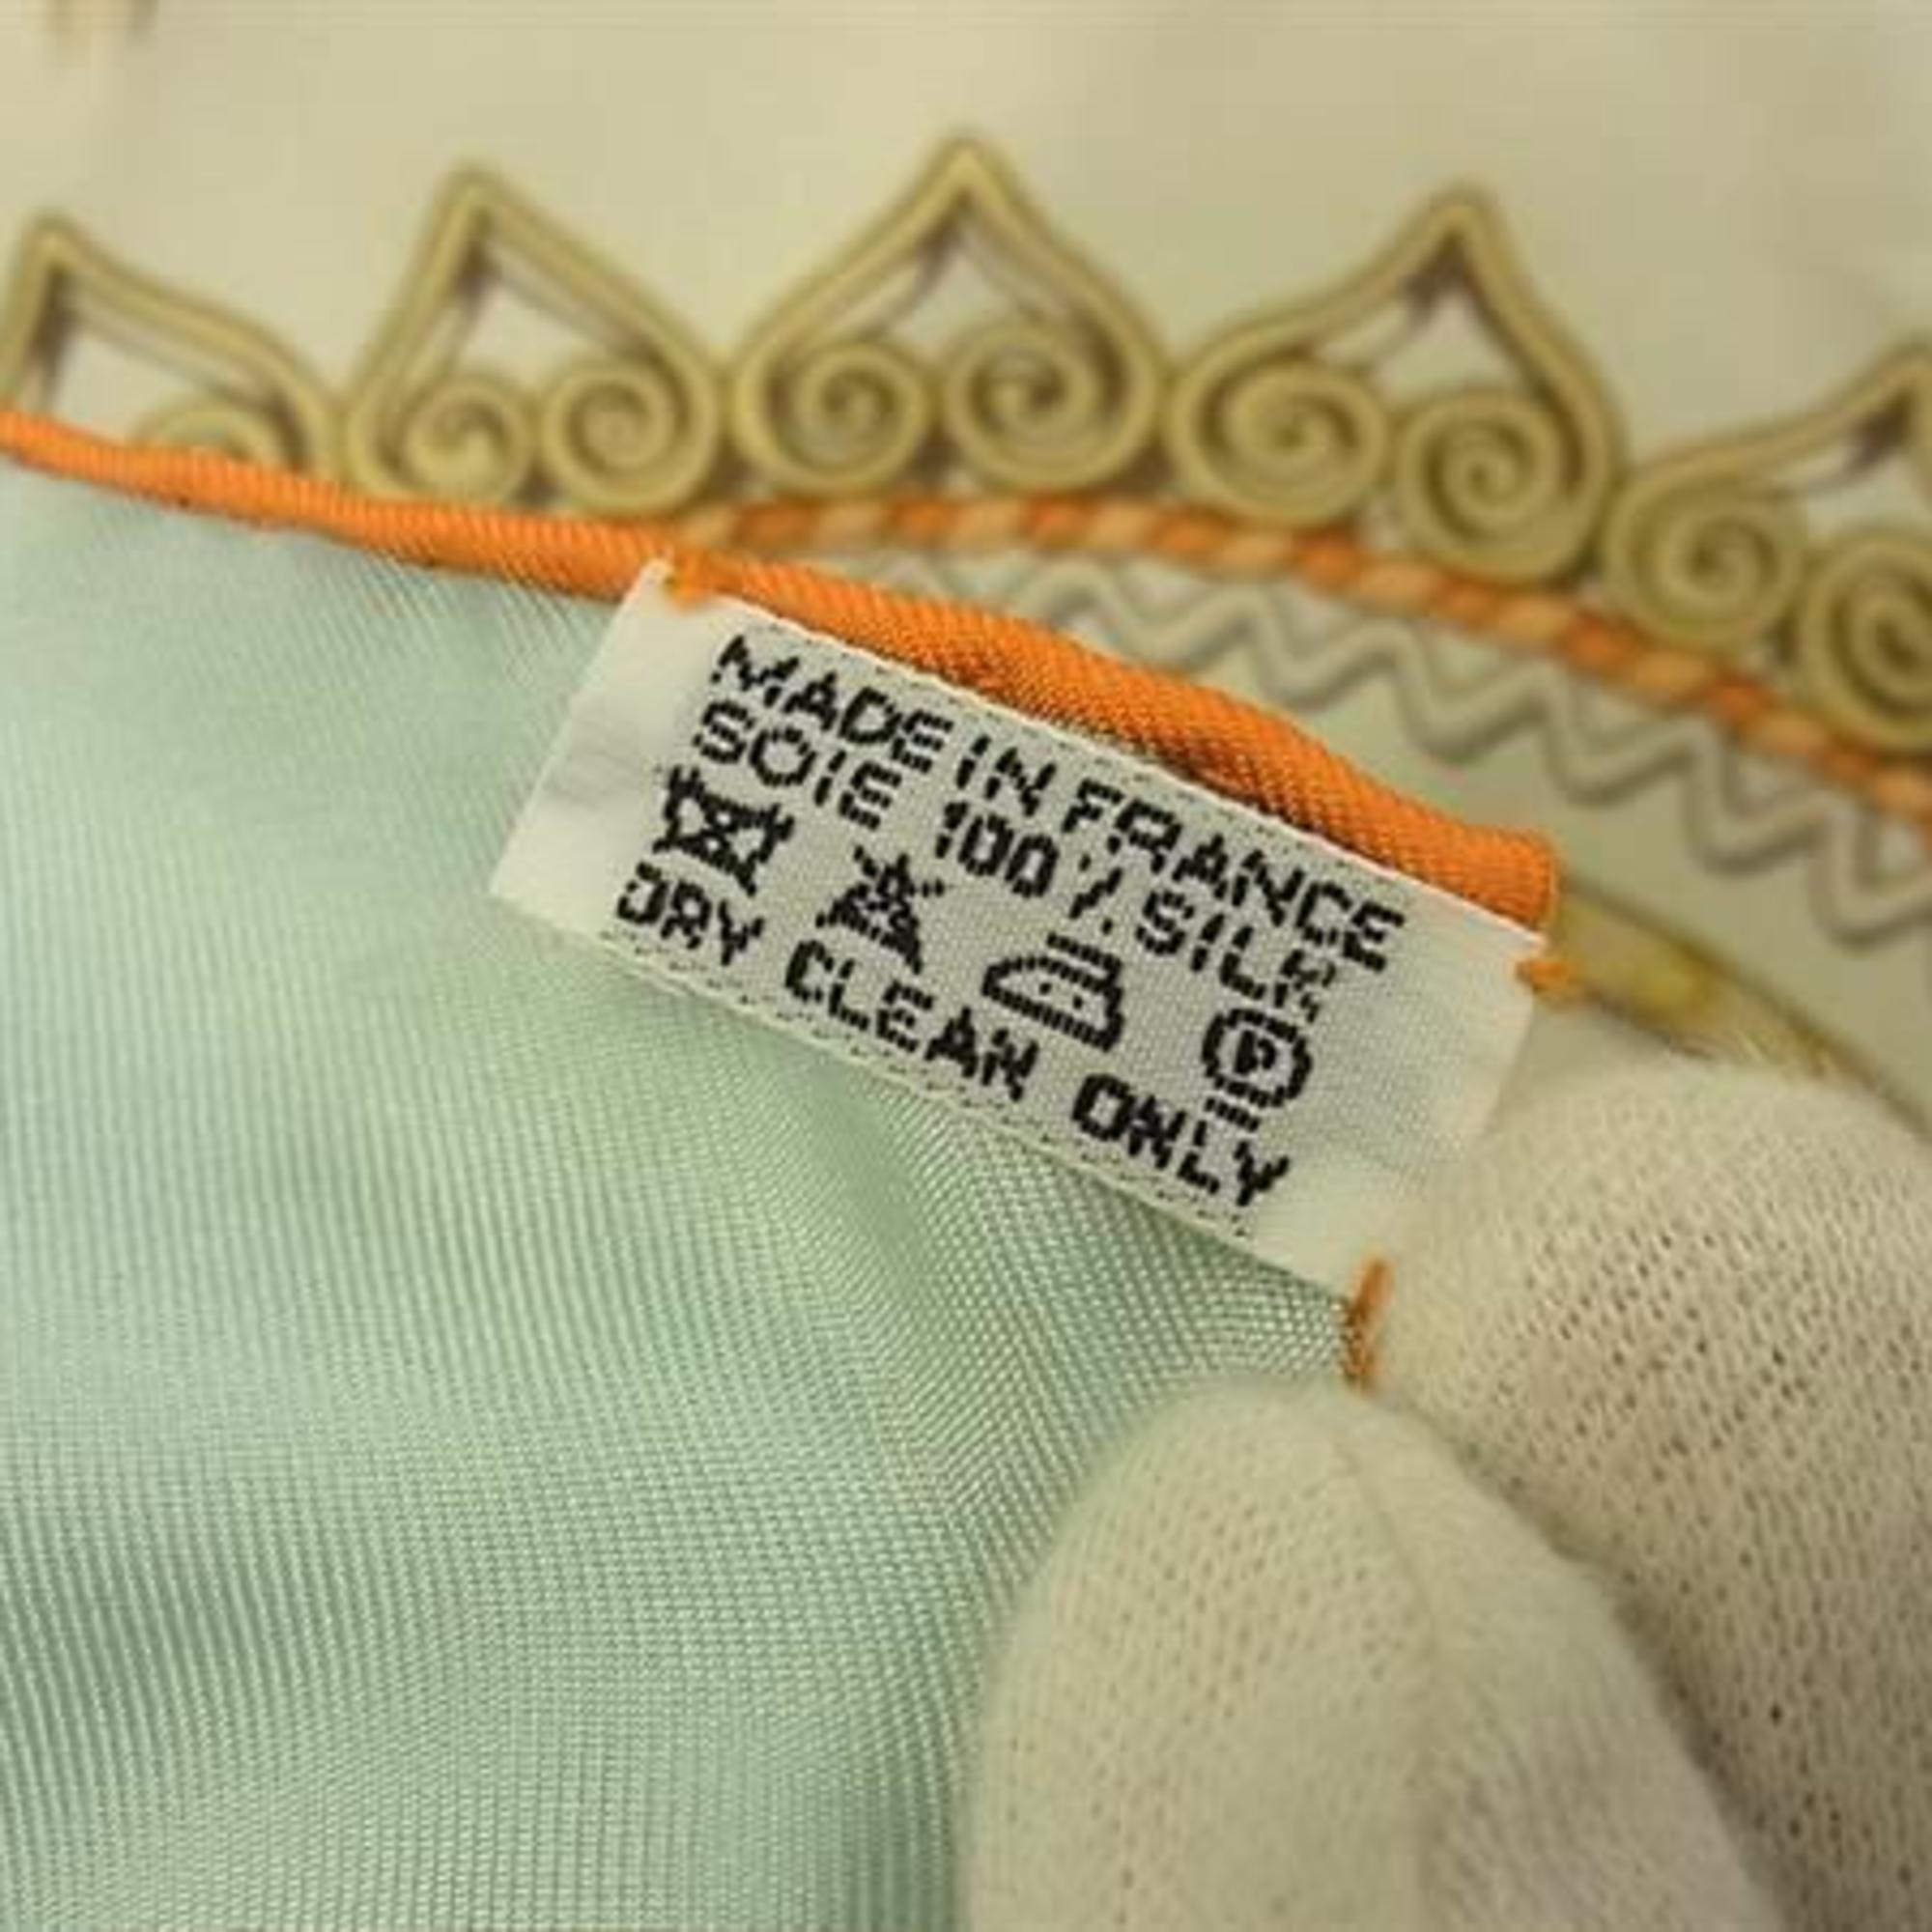 MADE IN FRANCE
SOIE 100% SILK
P
DRY CLEAN ONLY